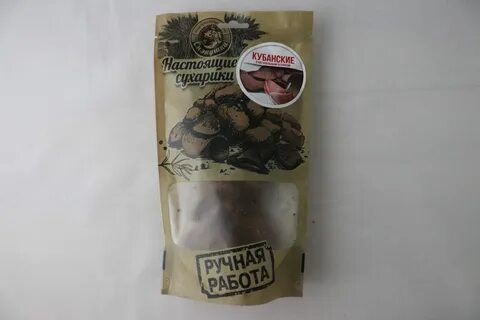 Настоящие
сухарики
КУБАНСКИЕ
РУЧНАЯ
РАБОТА